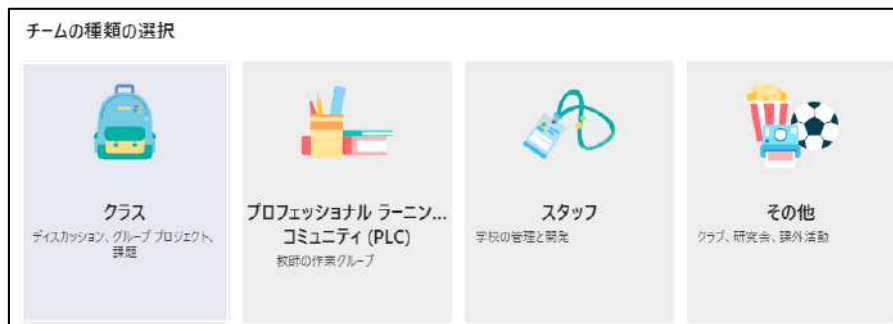 チームの種類の選択
クラス
ディスカッション、グループ プロジェクト、
課題
プロフェッショナル ラーニン...
コミュニティ (PLC)
教師の作業グループ
スタッフ
学校の管理と開発
その他
クラブ、研究会、課外活動